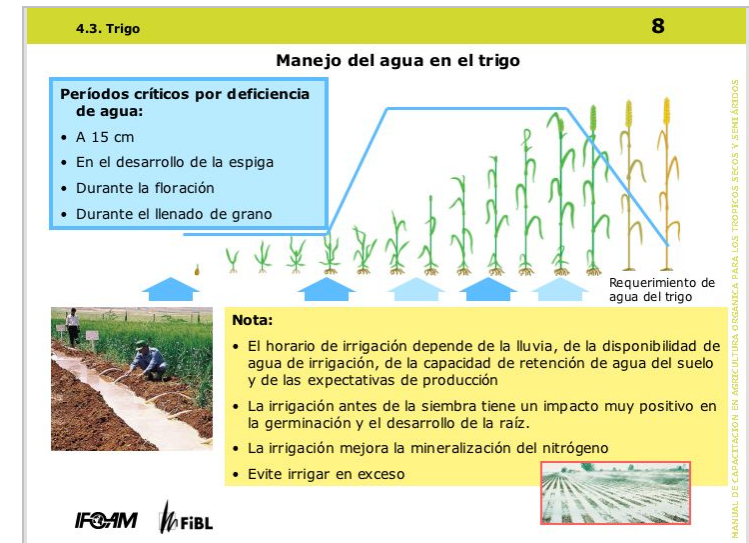 4.3. Trigo
8
Manejo del agua en el trigo
Períodos críticos por deficiencia
de agua:
• A 15 cm
• En el desarrollo de la espiga
• Durante la floración
• Durante el llenado de grano
Requerimiento de
agua del trigo
Nota:
• El horario de irrigación depende de la lluvia, de la disponibilidad de
agua de irrigación, de la capacidad de retención de agua del suelo
y de las expectativas de producción
• La irrigación antes de la siembra tiene un impacto muy positivo en
la germinación y el desarrollo de la raíz.
• La irrigación mejora la mineralización del nitrógeno
• Evite irrigar en exceso
IFOAM
FiBL
MANUAL DE CAPACITACION EN AGRICULTURA ORGANICA PARA LOS TROPICOS SECOS Y SEMIÁRIDOS